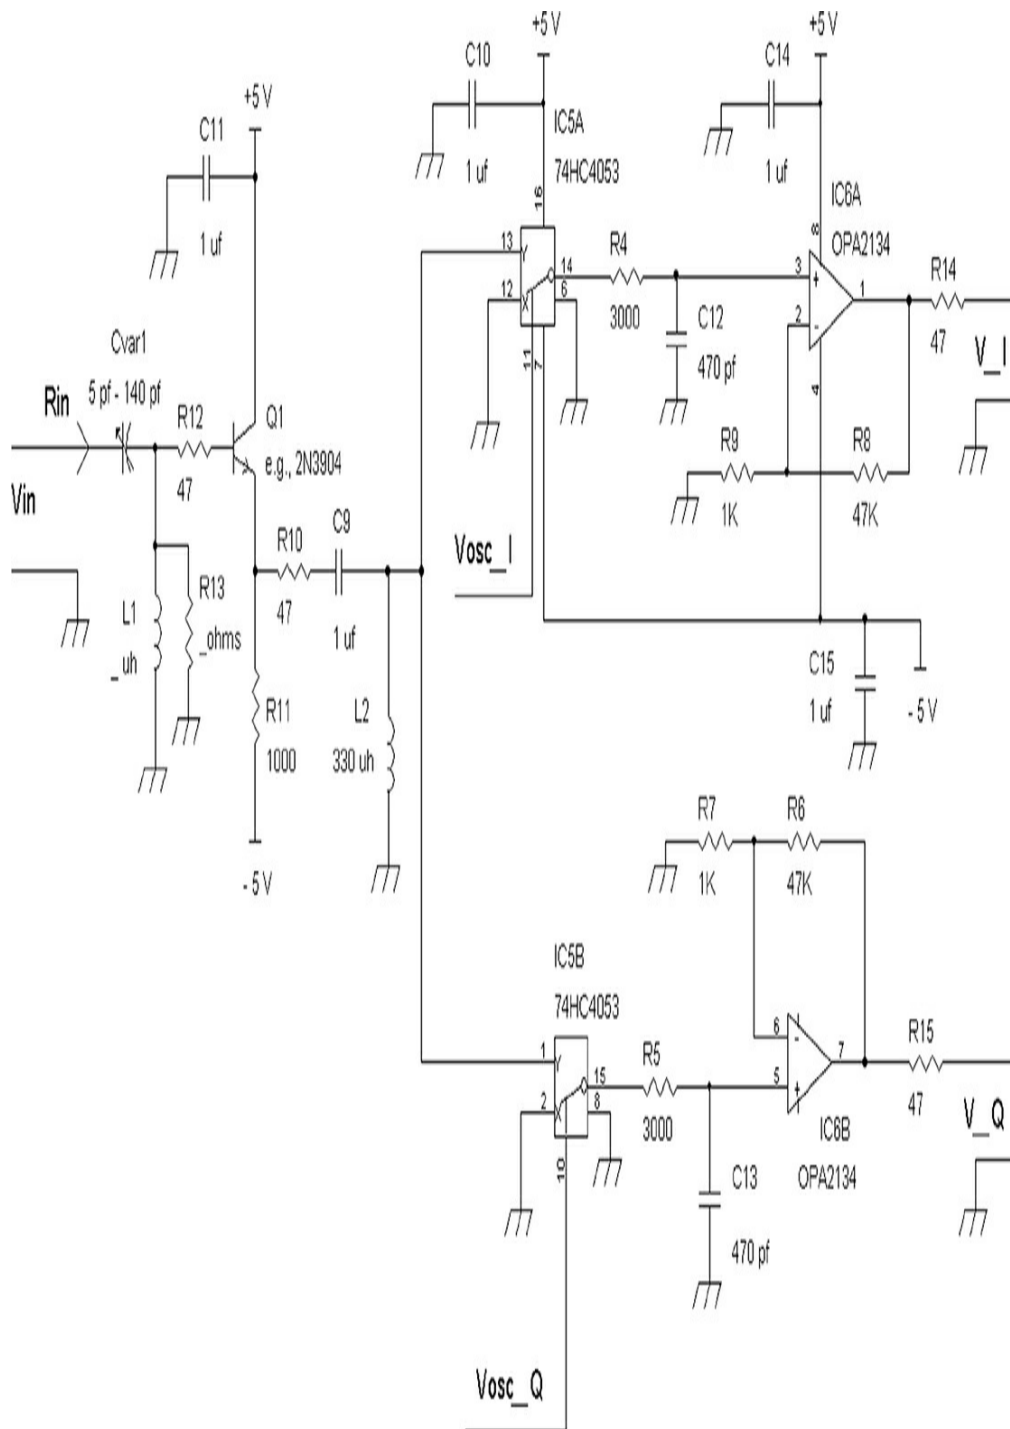 +5 V
+5 V
C10
C14
+5 V
C11
IC5A
1 uf
74HC4053
1 uf
16
IC6A
8
OPA2134
1 uf
13
Y
14
R4
3
+
1
R14
12
X
6
3000
C12
2
-
47
11
7
470 pf
4
V_I
Cvar1
5 pf - 140 pf
Rin
R12
Q1
e.g., 2N3904
47
R9
R8
1K
47K
Vin
R10
C9
Vosc_I
L1
R13
47
_ohms
1 uf
_ uh
C15
R11
L2
1 uf
- 5 V
1000
330 uh
R7
R6
- 5 V
1K
47K
IC5B
74HC4053
1
Y
R5
6
-
7
R15
15
5
+
2
X
8
3000
47
IC6B
V_Q
10
C13
OPA2134
470 pf
Vosc_Q